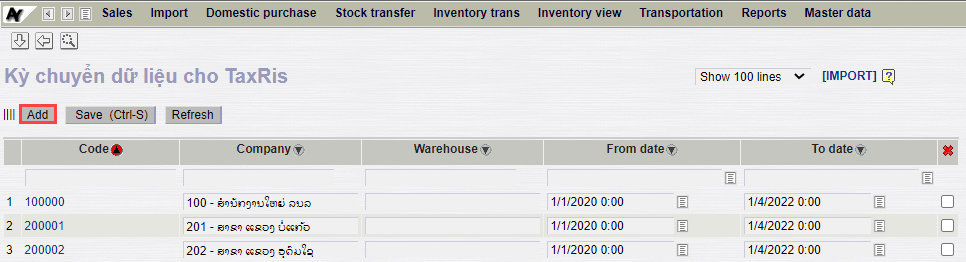 Sales Import Domestic purchase Stock transfer Inventory trans Inventory view Transportation Reports Master data
Kỳ chuyển dữ liệu cho TaxRis
Show 100 lines [IMPORT] ?
Add Save (Ctrl-S) Refresh
Code Company Warehouse From date To date
1 100000 100 - ສຳນັກງານໃຫຍ່ ລນລ 1/1/2020 0:00 1/4/2022 0:00
2 200001 201 - ສາຂາ ແຂວງ ບໍ່ແກ້ວ 1/1/2020 0:00 1/4/2022 0:00
3 200002 202 - ສາຂາ ແຂວງ ອຸດົມໄຊ 1/1/2020 0:00 1/4/2022 0:00